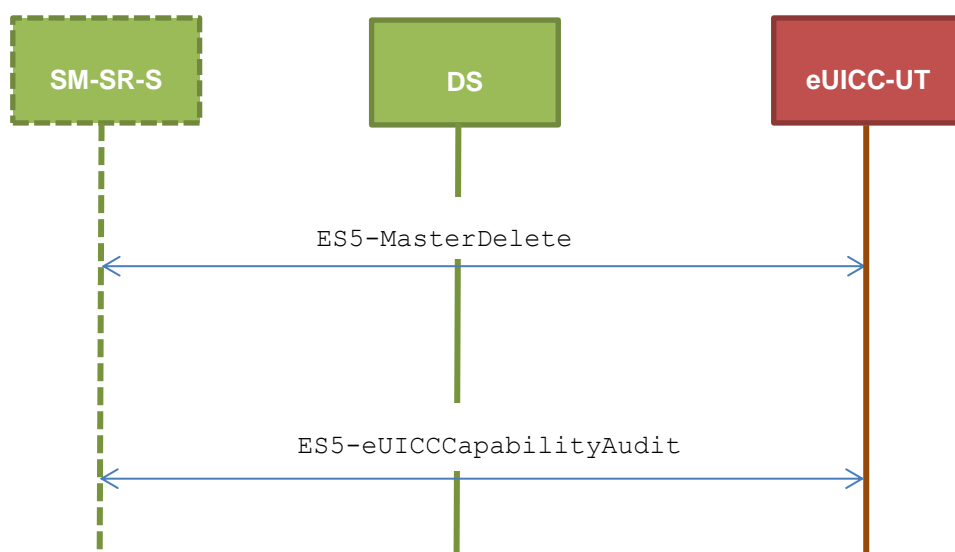 SM-SR-S
DS
eUICC-UT
ES5-MasterDelete
ES5-eUICCCapabilityAudit